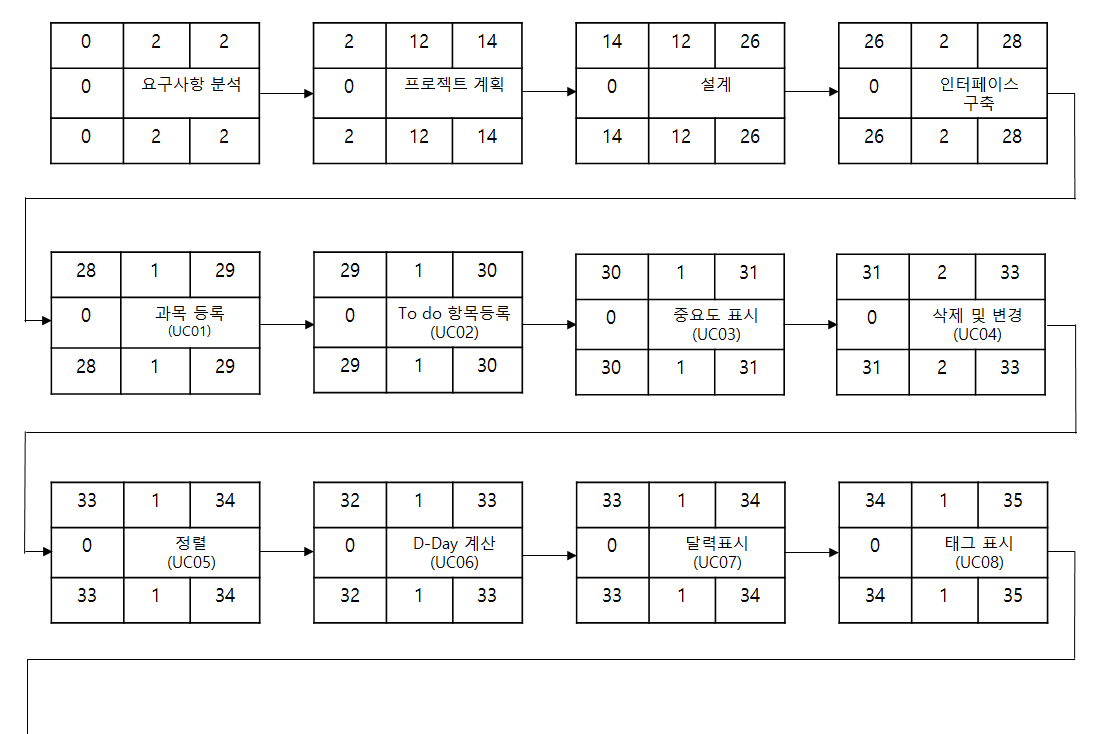 0 2 2 2 12 14 14 12 26 26 2 28
0 요구사항 분석 0 프로젝트 계획 0 설계 0 인터페이스
구축
0 2 2 2 12 14 14 12 26 26 2 28
28 1 29 29 1 30 30 1 31 31 2 33
0 과목 등록 0 To do 항목등록 0 중요도 표시 0 삭제 및 변경
(UC01) (UC02) (UC03) (UC04)
28 1 29 29 1 30 30 1 31 31 2 33
33 1 34 32 1 33 33 1 34 34 1 35
0 정렬 0 D-Day 계산 0 달력표시 0 태그 표시
(UC05) (UC06) (UC07) (UC08)
33 1 34 32 1 33 33 1 34 34 1 35